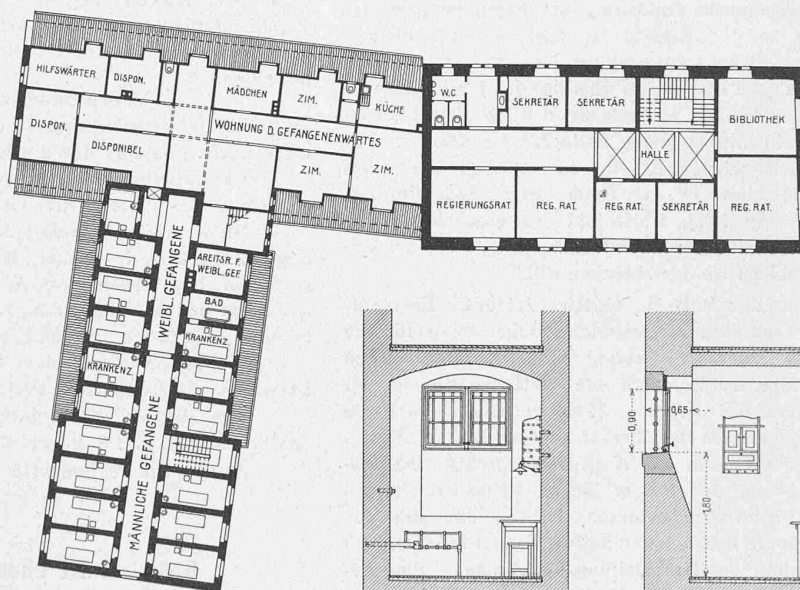 HILFSWÄRTER.
DISPON.
MÄDCHEN
ZIM.
KÜCHE
DISPON.
DISPONIBEL
WOHNUNG D. GEFANGENENWARTES
ZIM.
ZIM.
W.C.
SEKRETÄR
SEKRETÄR
BIBLIOTHEK
HALLE
REGIERUNGSRAT
REG. RAT.
REG. RAT.
SEKRETÄR
REG. RAT.
WEIBL. GEFANGENE
AREITSR. F.
WEIBL. GEF.
BAD
KRANKENZ.
KRANKENZ.
MÄNNLICHE GEFANGENE
0,90
0,65
1,80